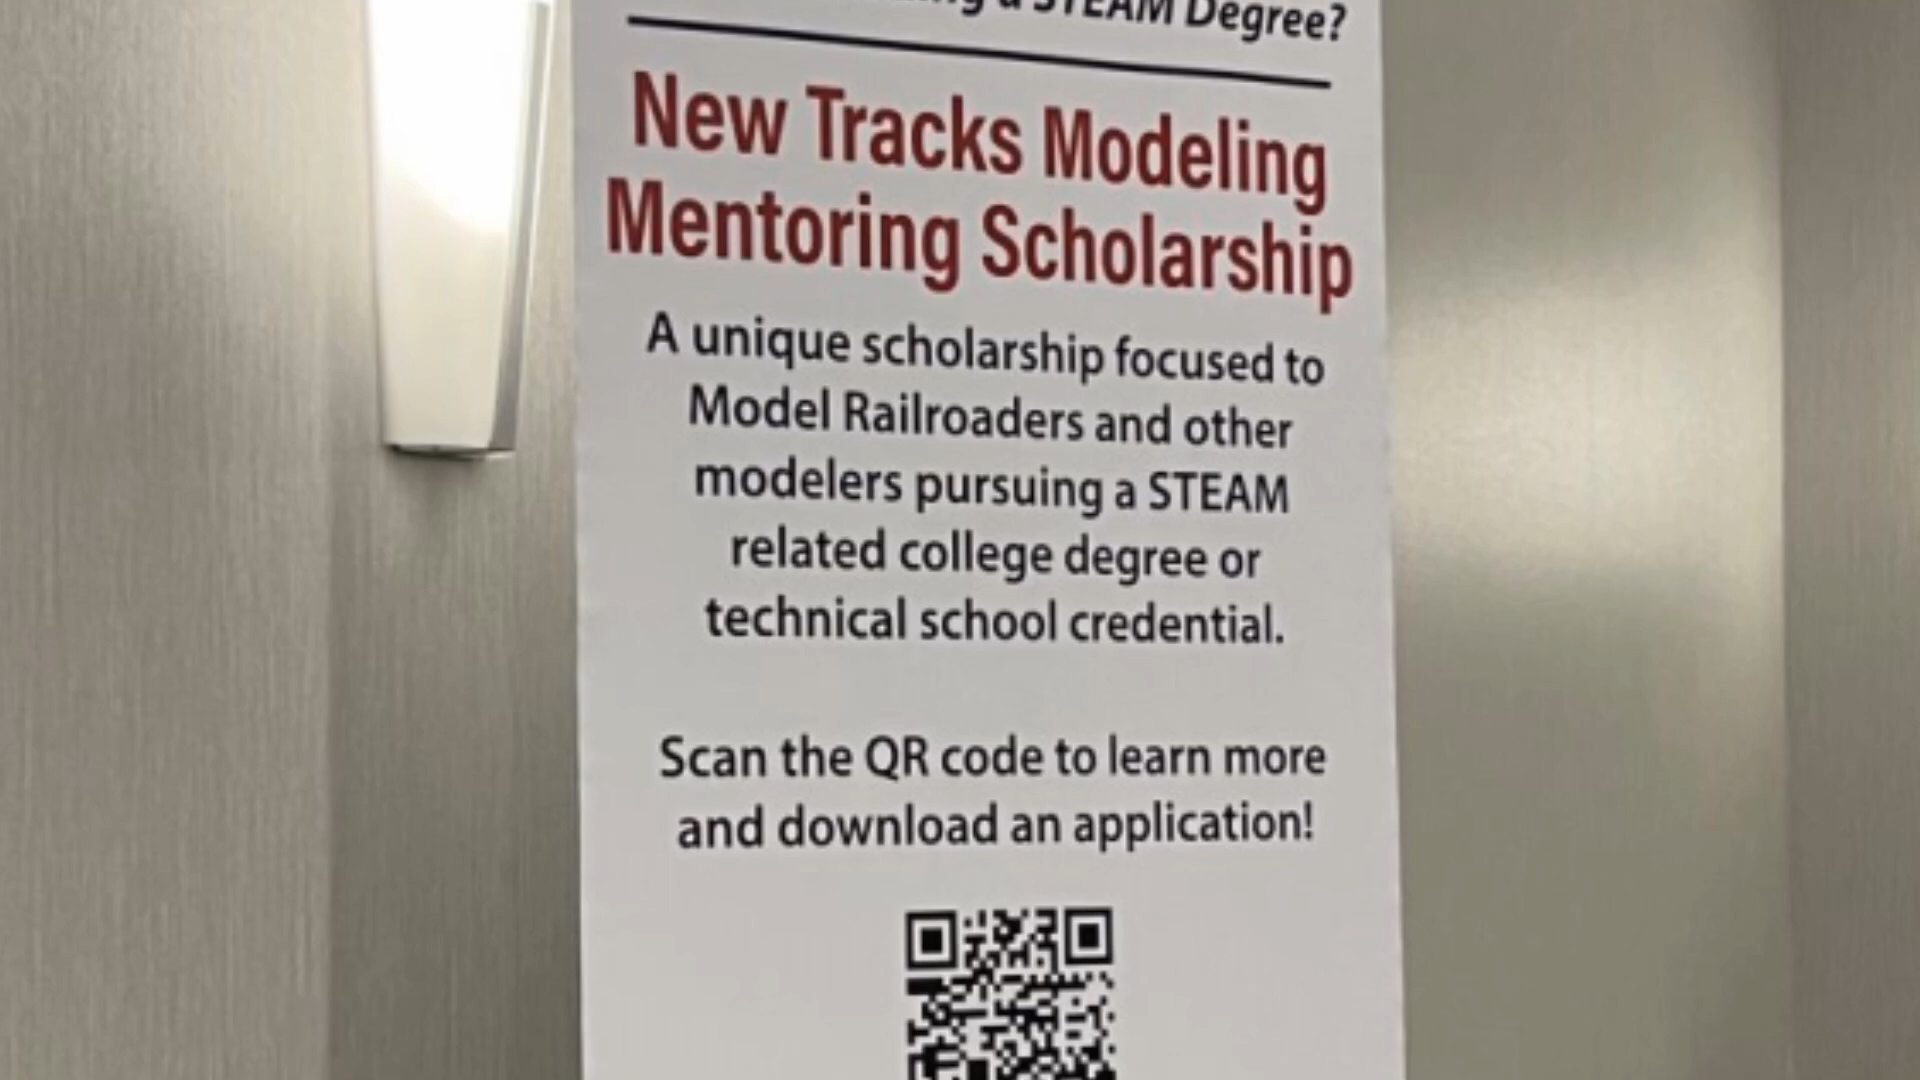 a STEAM Degree?
New Tracks Modeling
Mentoring Scholarship
A unique scholarship focused to
Model Railroaders and other
modelers pursuing a STEAM
related college degree or
technical school credential.
Scan the QR code to learn more
and download an application!